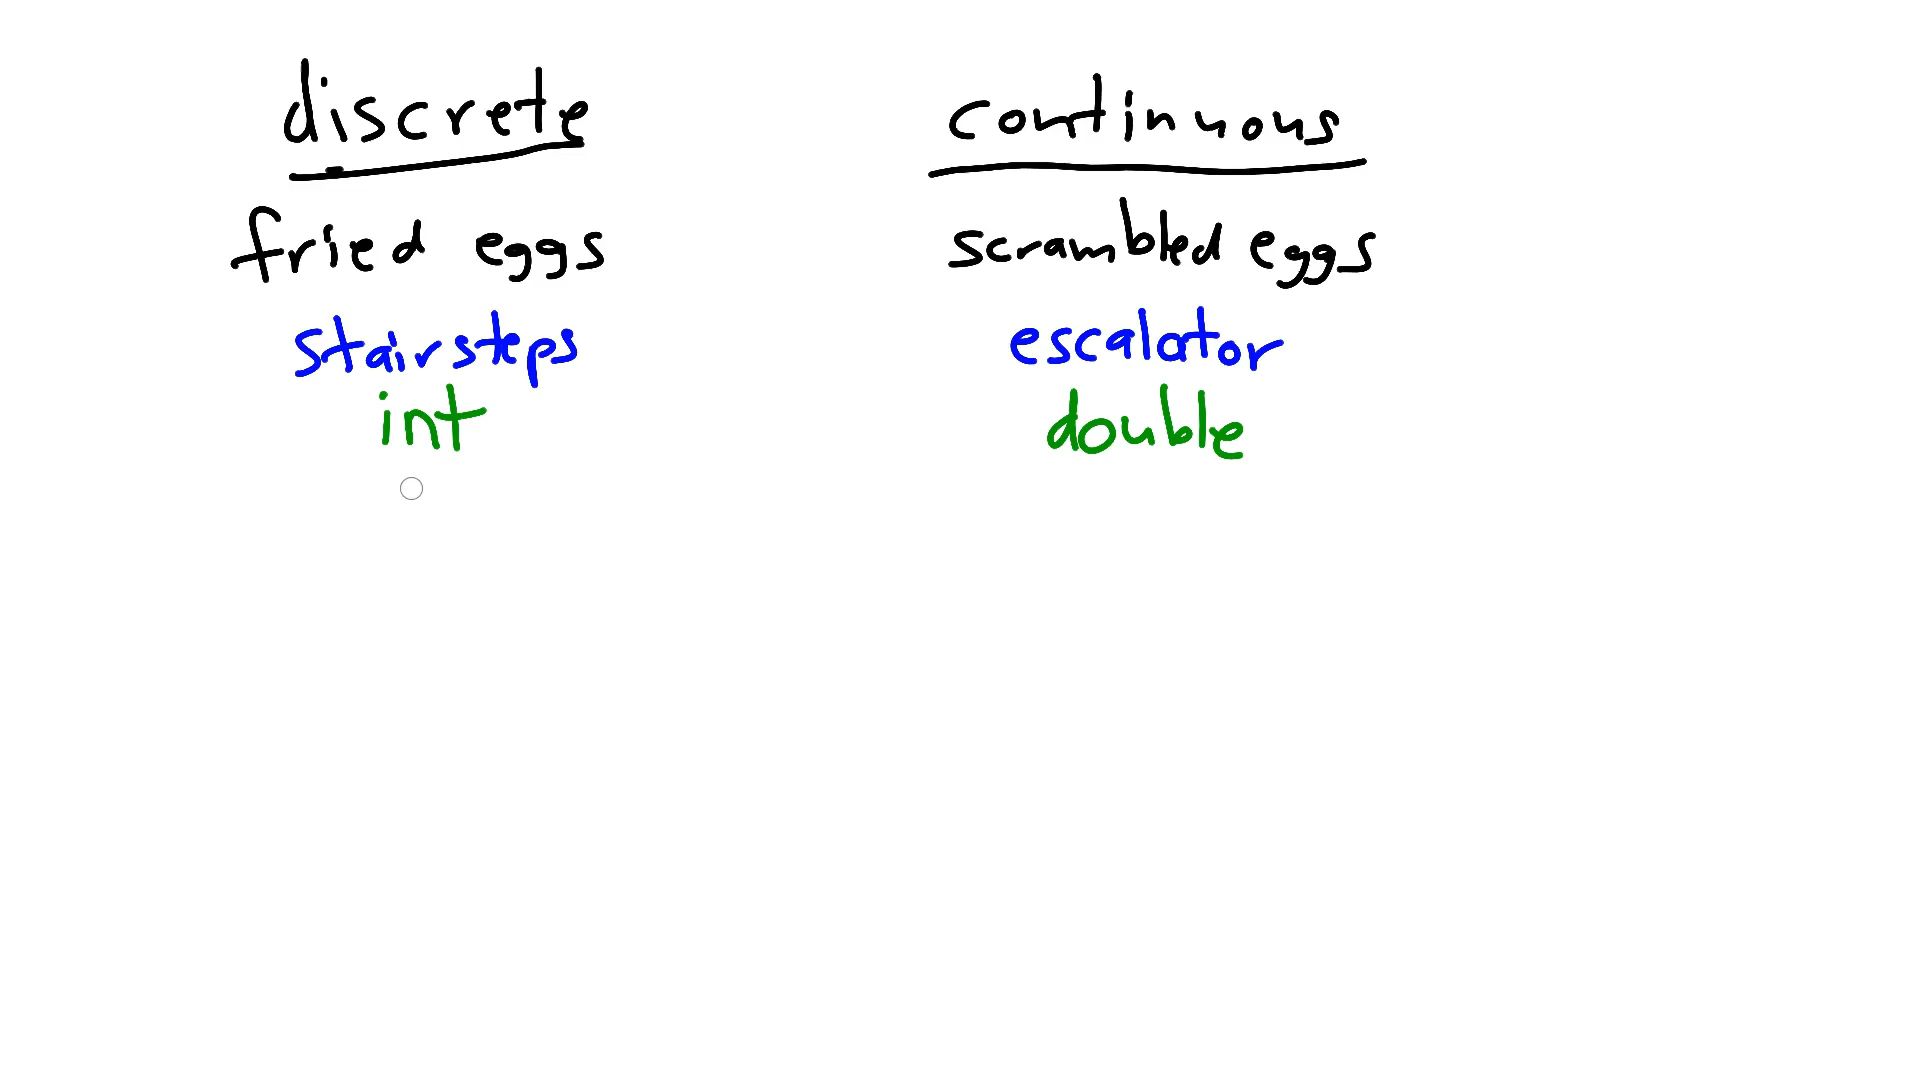 discrete
continuous
fried eggs
scrambled eggs
stairsteps
escalator
int
double